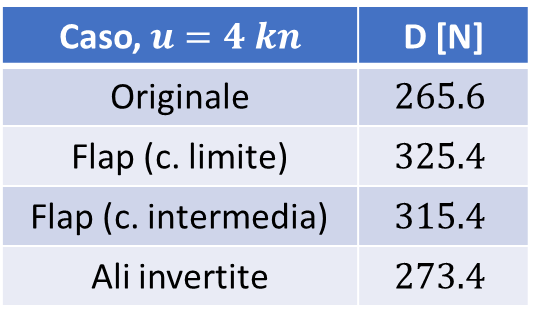 Caso, u = 4 kn D [N]
Originale 265.6
Flap (c. limite) 325.4
Flap (c. intermedia) 315.4
Ali invertite 273.4